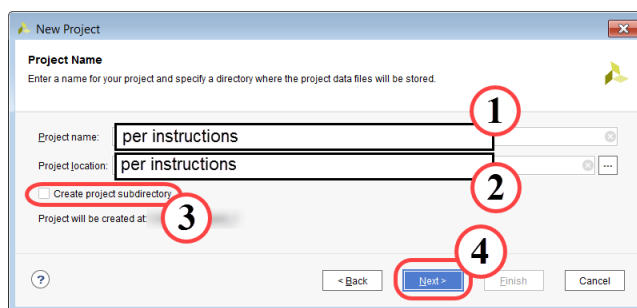 New Project
Project Name
Enter a name for your project and specify a directory where the project data files will be stored.
1
Project name: per instructions
Project location: per instructions ...
2
Create project subdirectory
3
Project will be created at:
4
? < Back Next > Finish Cancel